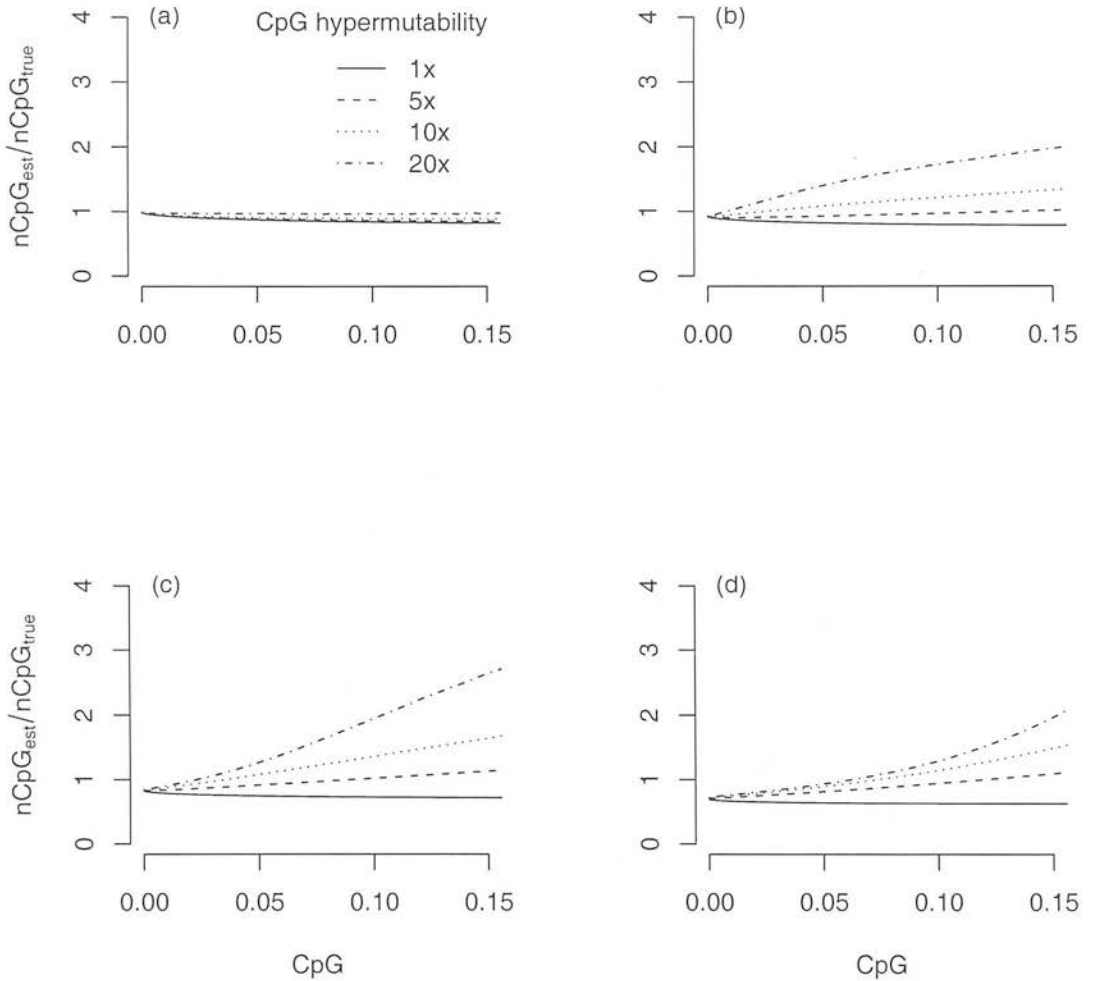 (a)
CpG hypermutability
1x
5x
10x
20x
nCpGest/nCpGtrue
0 1 2 3 4
0.00 0.05 0.10 0.15
(b)
0 1 2 3 4
0.00 0.05 0.10 0.15
(c)
nCpGest/nCpGtrue
0 1 2 3 4
0.00 0.05 0.10 0.15
CpG
(d)
0 1 2 3 4
0.00 0.05 0.10 0.15
CpG